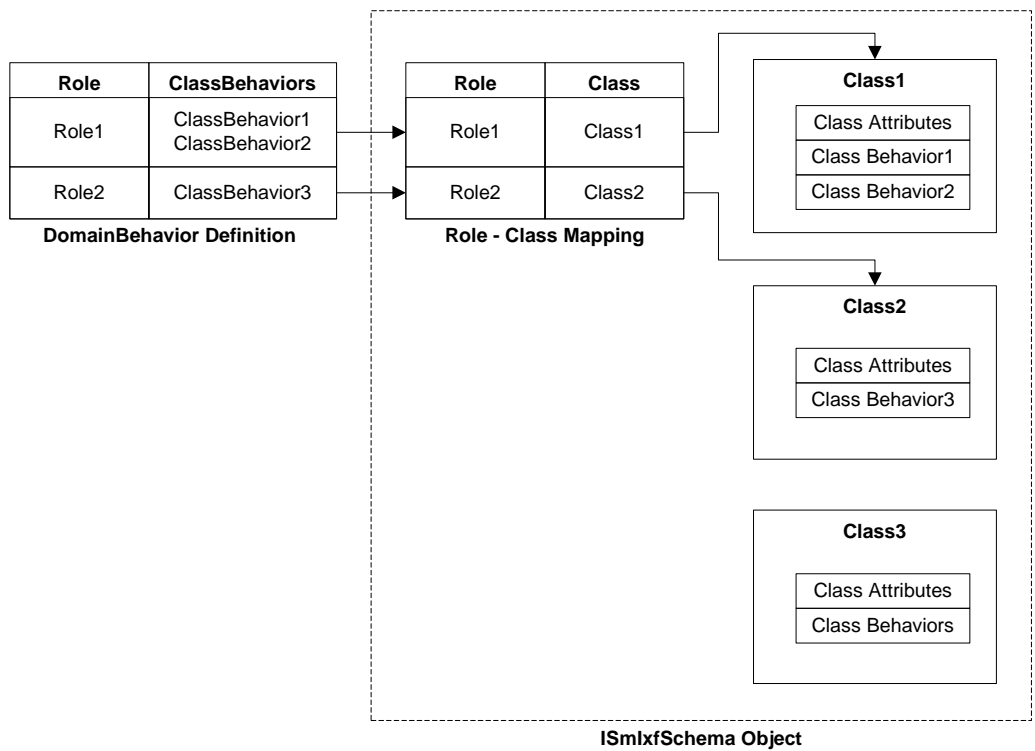 Role ClassBehaviors
Role1 ClassBehavior1
ClassBehavior2
Role2 ClassBehavior3
DomainBehavior Definition
Role Class
Role1 Class1
Role2 Class2
Role - Class Mapping
Class1
Class Attributes
Class Behavior1
Class Behavior2
Class2
Class Attributes
Class Behavior3
Class3
Class Attributes
Class Behaviors
ISmIxfSchema Object